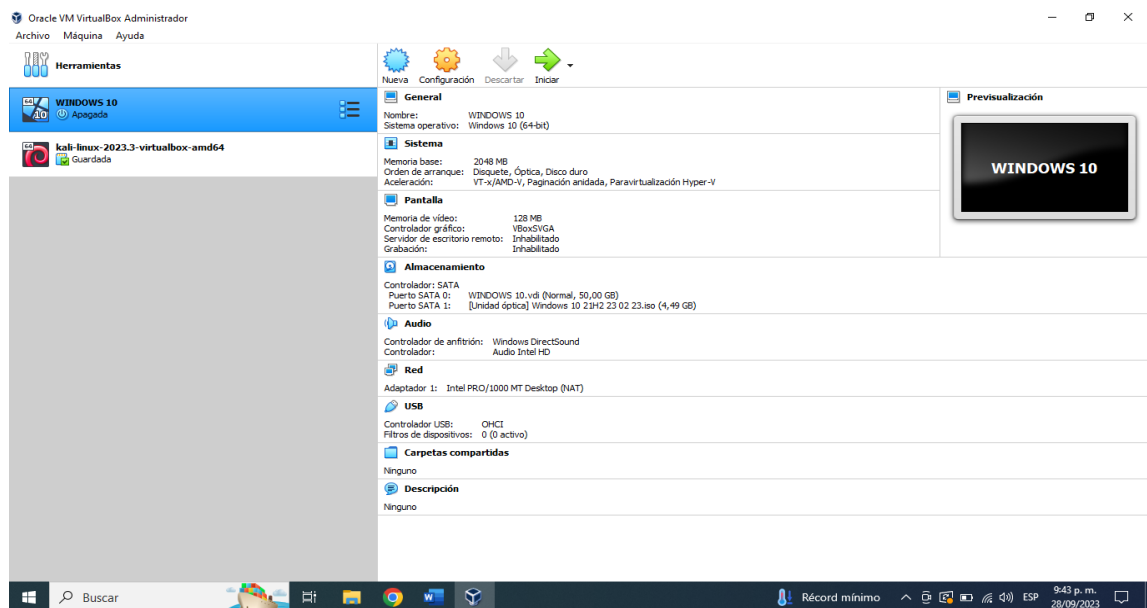 Oracle VM VirtualBox Administrador
Archivo Máquina Ayuda
Herramientas
Nueva Configuración Descartar Iniciar
64 10 WINDOWS 10
Apagada
64 kali-linux-2023.3-virtualbox-amd64
Guardada
General
Nombre: WINDOWS 10
Sistema operativo: Windows 10 (64-bit)
Previsualización
WINDOWS 10
Sistema
Memoria base: 2048 MB
Orden de arranque: Disquete, Óptica, Disco duro
Aceleración: VT-x/AMD-V, Paginación anidada, Paravirtualización Hyper-V
Pantalla
Memoria de vídeo: 128 MB
Controlador gráfico: VBoxSVGA
Servidor de escritorio remoto: Inhabilitado
Grabación: Inhabilitado
Almacenamiento
Controlador: SATA
Puerto SATA 0: WINDOWS 10.vdi (Normal, 50,00 GB)
Puerto SATA 1: [Unidad óptica] Windows 10 21H2 23 02 23.iso (4,49 GB)
Audio
Controlador de anfitrión: Windows DirectSound
Controlador: Audio Intel HD
Red
Adaptador 1: Intel PRO/1000 MT Desktop (NAT)
USB
Controlador USB: OHCI
Filtros de dispositivos: 0 (0 activo)
Carpetas compartidas
Ninguno
Descripción
Ninguno
Buscar
Récord mínimo
ESP
9:43 p. m.
28/09/2023